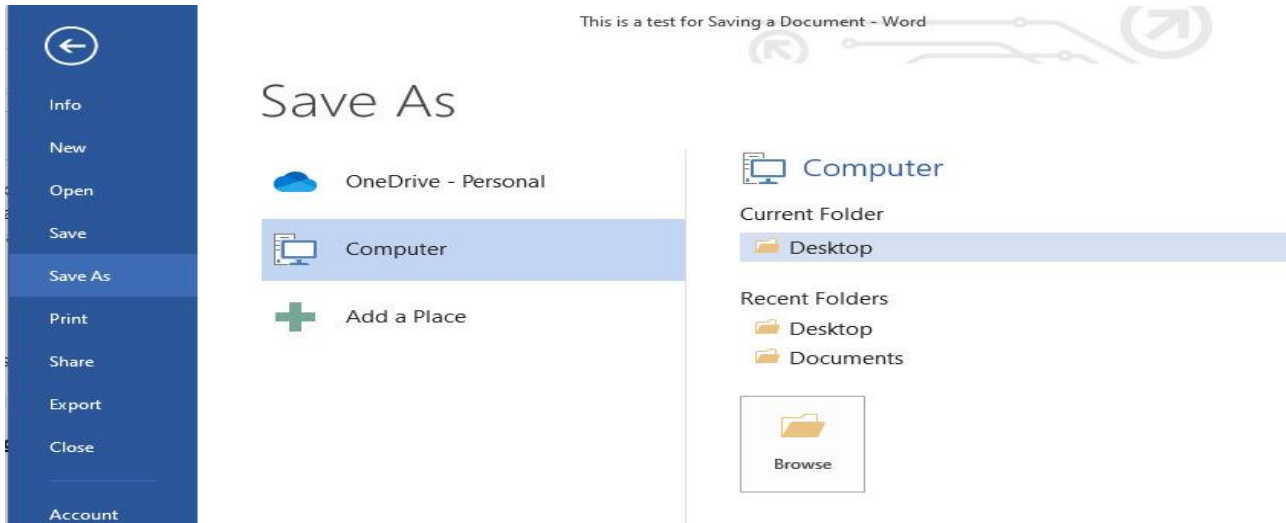 This is a test for Saving a Document - Word
Info
New
Open
Save
Save As
Print
Share
Export
Close
Account
Save As
OneDrive - Personal
Computer
Add a Place
Computer
Current Folder
Desktop
Recent Folders
Desktop
Documents
Browse